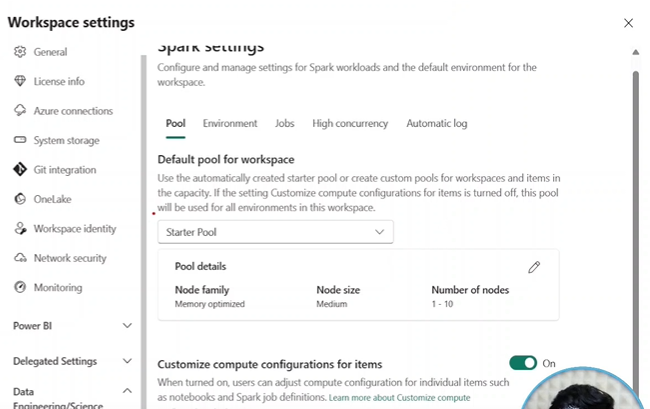 Workspace settings
General
License info
Azure connections
System storage
Git integration
OneLake
Workspace identity
Network security
Monitoring
Power BI
Delegated Settings
Data
Engineering/Science
Spark settings
Configure and manage settings for Spark workloads and the default environment for the
workspace.
Pool Environment Jobs High concurrency Automatic log
Default pool for workspace
Use the automatically created starter pool or create custom pools for workspaces and items in
the capacity. If the setting Customize compute configurations for items is turned off, this pool
will be used for all environments in this workspace.
Starter Pool
Pool details
Node family Node size Number of nodes
Memory optimized Medium 1 - 10
Customize compute configurations for items On
When turned on, users can adjust compute configuration for individual items such
as notebooks and Spark job definitions. Learn more about Customize compute